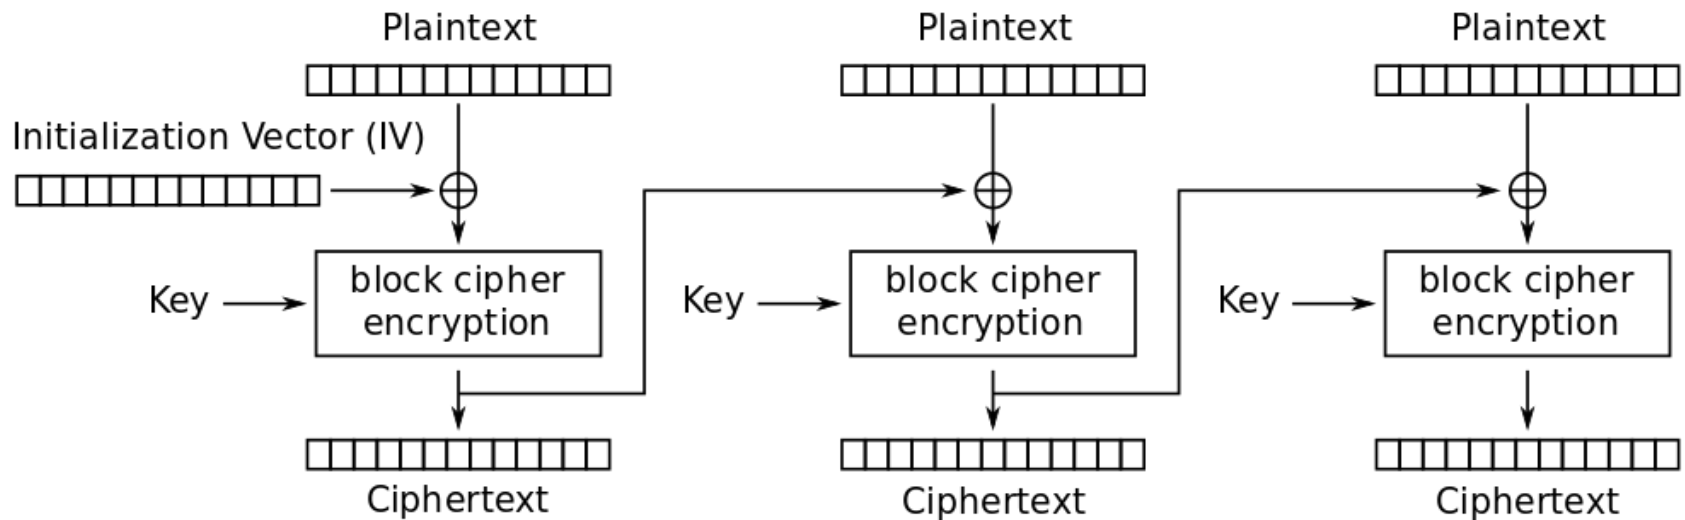 Plaintext
Plaintext
Plaintext
Initialization Vector (IV)
Key
block cipher
encryption
Key
block cipher
encryption
Key
block cipher
encryption
Ciphertext
Ciphertext
Ciphertext